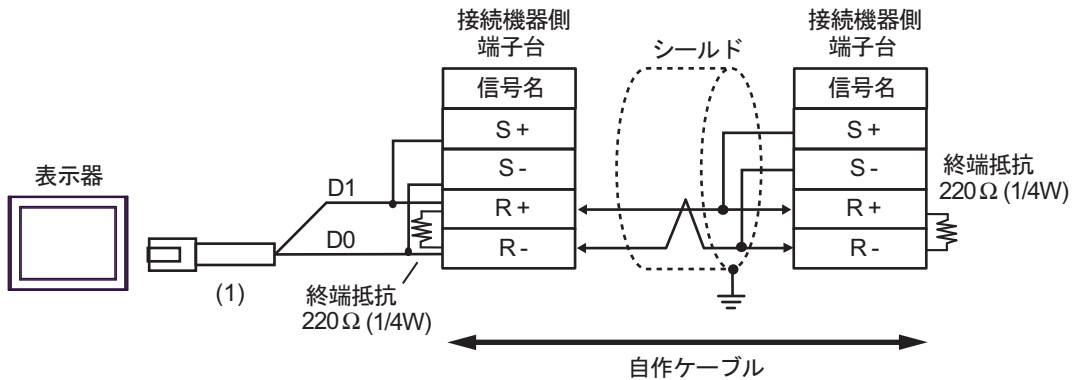 接続機器側
端子台
信号名
S+
S-
R+
R-
シールド
接続機器側
端子台
信号名
S+
S-
R+
R-
終端抵抗
220Ω (1/4W)
表示器
D1
D0
(1)
終端抵抗
220Ω (1/4W)
自作ケーブル